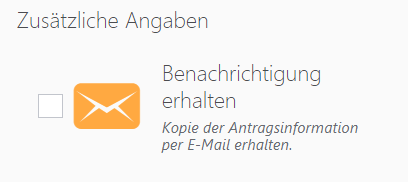 Zusätzliche Angaben
Benachrichtigung
erhalten
Kopie der Antragsinformation
per E-Mail erhalten.